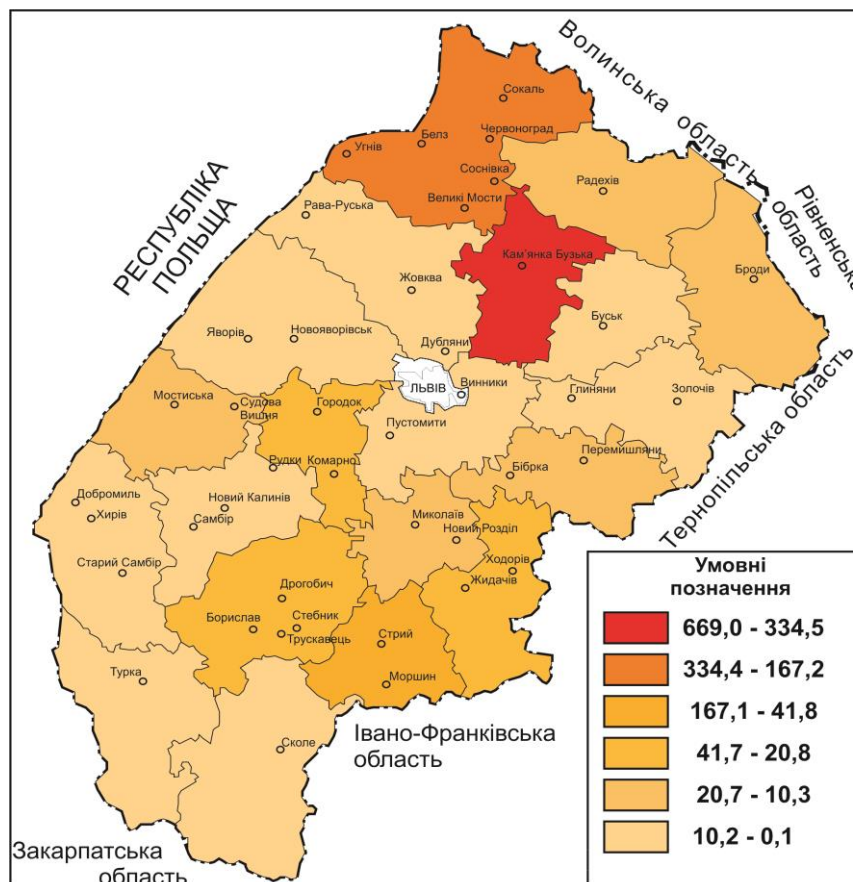 Волинська область
Рівненська
область
РЕСПУБЛІКА
ПОЛЬЩА
Сокаль
Белз
Червоноград
Угнів
Соснівка
Великі Мости
Радехів
Рава-Руська
Кам'янка Бузька
Броди
Жовква
Буськ
Яворів
Новояворівськ
Дубляни
ЛЬВІВ
Винники
Глиняни
Золочів
Мостиська
Судова
Вишня
Городок
Пустомити
Рудки
Комарно
Бібрка
Перемишляни
Тернопільська область
Добромиль
Хирів
Новий Калинів
Самбір
Миколаїв
Новий Розділ
Старий Самбір
Ходорів
Жидачів
Дрогобич
Борислав
Стебник
Трускавець
Стрий
Моршин
Турка
Сколе
Івано-Франківська
область
Закарпатська
область
Умовні
позначення
669,0 - 334,5
334,4 - 167,2
167,1 - 41,8
41,7 - 20,8
20,7 - 10,3
10,2 - 0,1